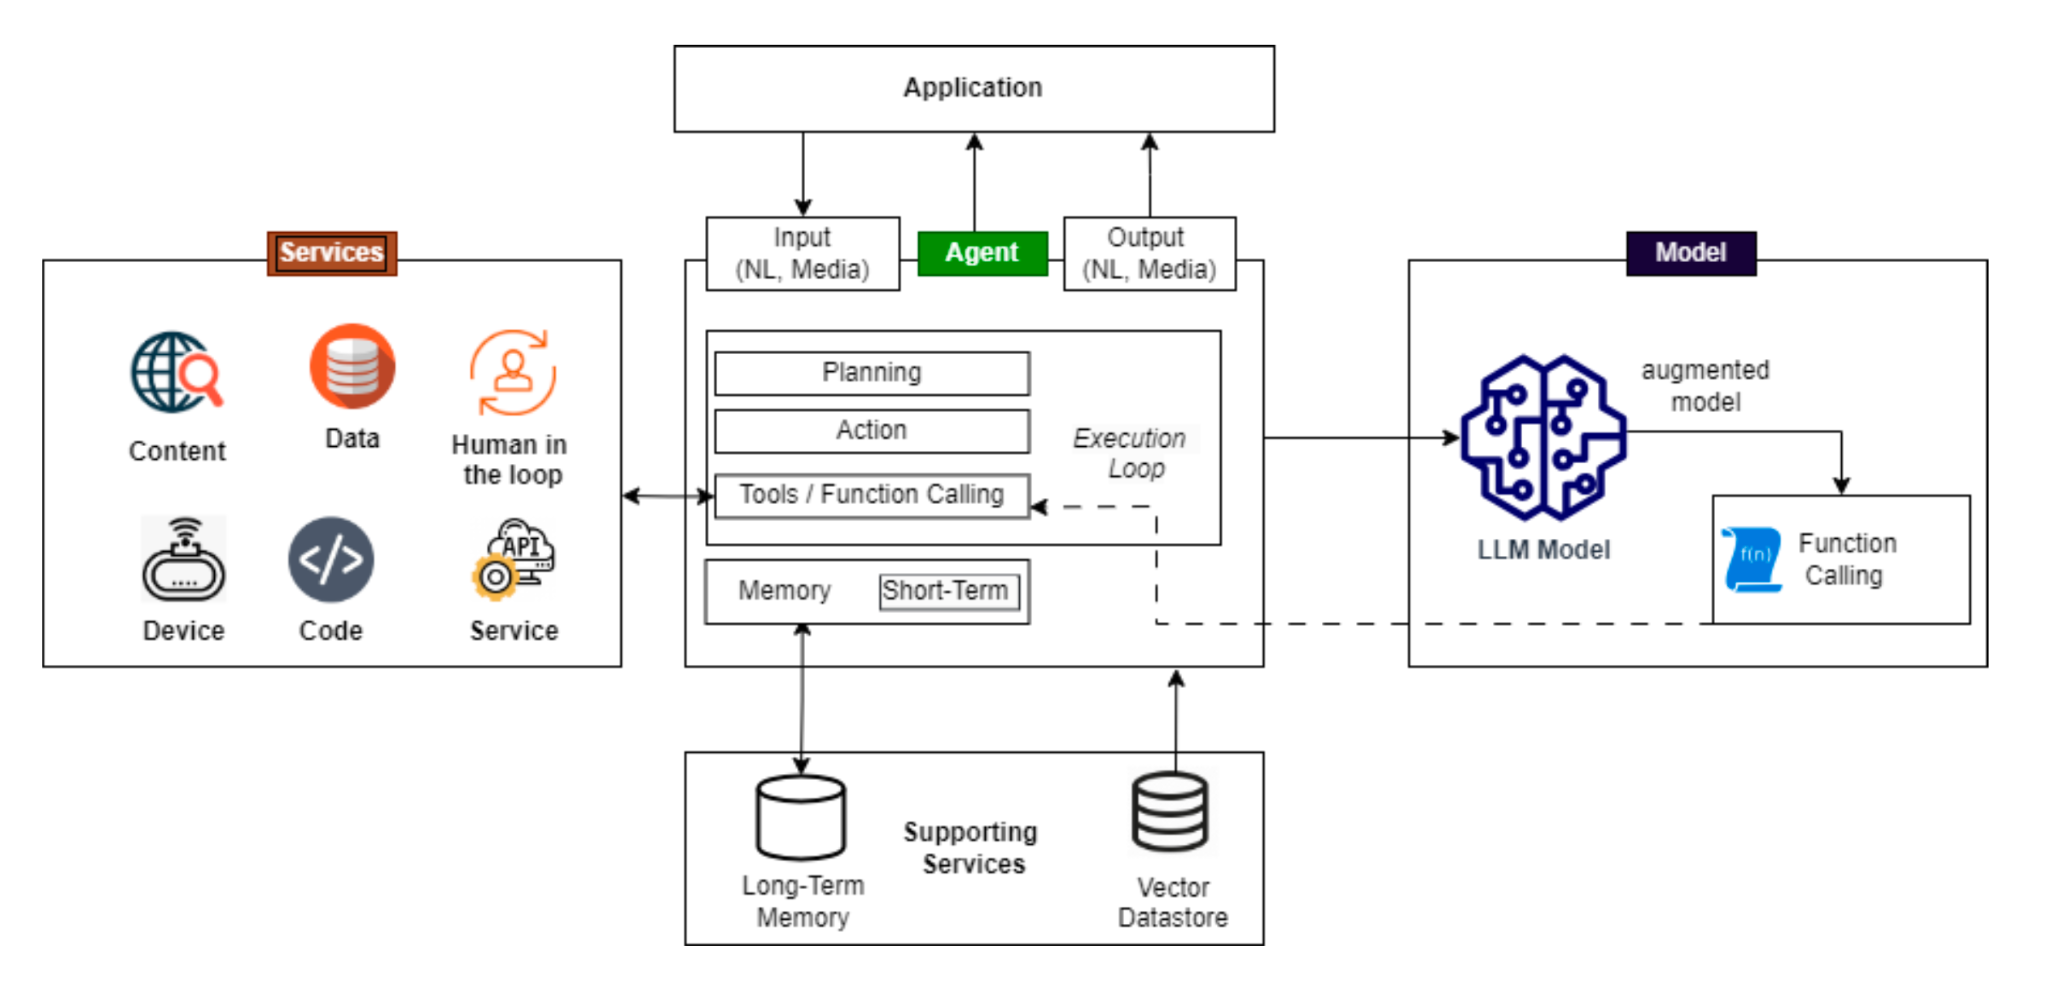 Application
Services
Input
(NL, Media)
Agent
Output
(NL, Media)
Model
Content
Data
Human in
the loop
Device
Code
API
Service
Planning
Action
Tools / Function Calling
Execution
Loop
Memory
Short-Term
LLM Model
augmented
model
f(n)
Function
Calling
Long-Term
Memory
Supporting
Services
Vector
Datastore